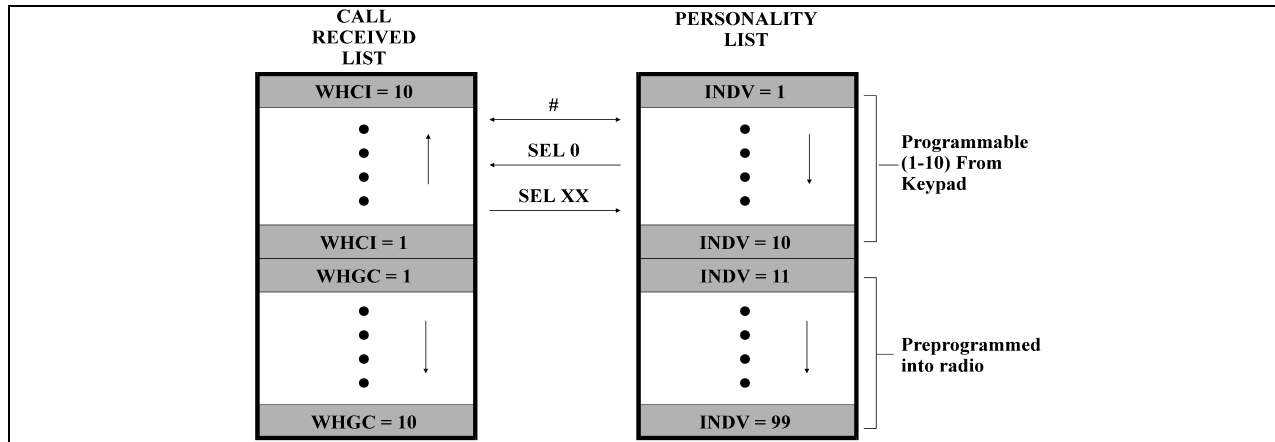 CALL
RECEIVED
LIST
WHCI = 10
WHCI = 1
WHGC = 1
WHGC = 10
#
SEL 0
SEL XX
PERSONALITY
LIST
INDV = 1
INDV = 10
INDV = 11
INDV = 99
Programmable
(1-10) From
Keypad
Preprogrammed
into radio